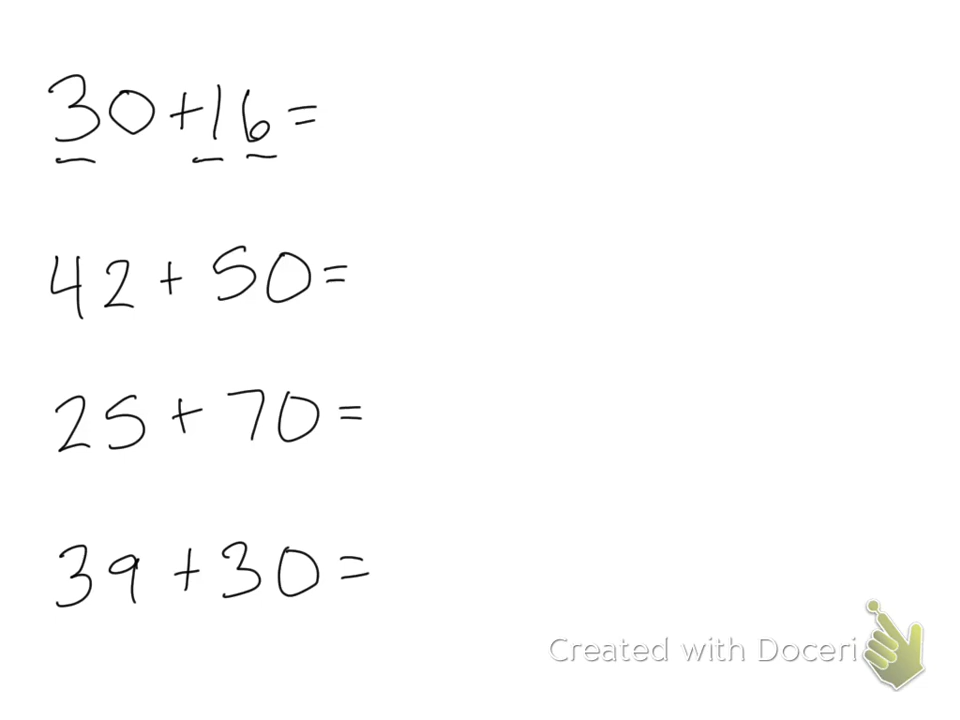 30+16=
42 + 50=
25 + 70=
39 +30=
Created with Doceri